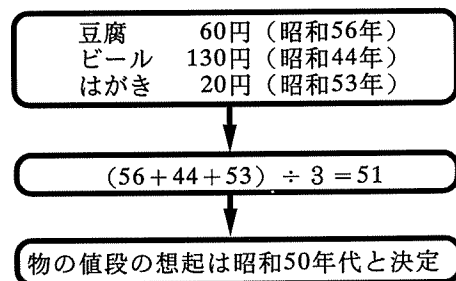 豆腐 60円（昭和56年）
ビール 130円（昭和44年）
はがき 20円（昭和53年）
（56＋44＋53）÷3＝51
物の値段の想起は昭和50年代と決定